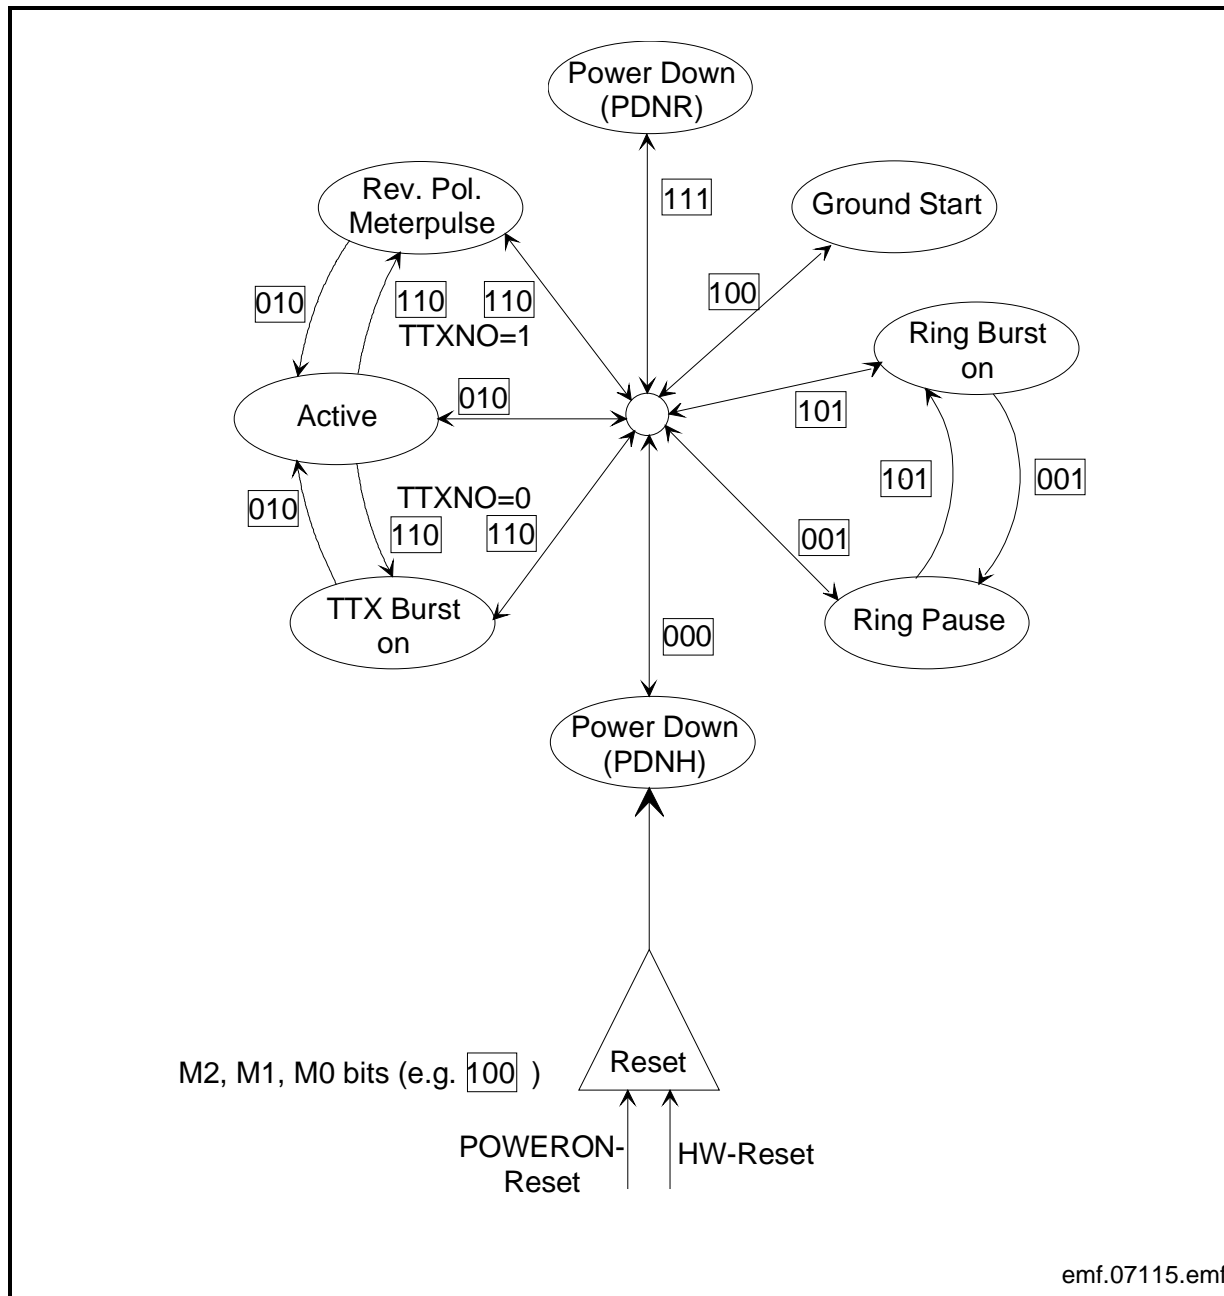 Power Down
(PDNR)
Rev. Pol.
Meterpulse
111
Ground Start
010
110
110
100
TTXNO=1
Ring Burst
on
Active
010
101
010
TTXNO=0
101
001
110
110
001
TTX Burst
on
Ring Pause
000
Power Down
(PDNH)
M2, M1, M0 bits (e.g. 100 )
Reset
POWERON-
Reset
HW-Reset
emf.07115.emf